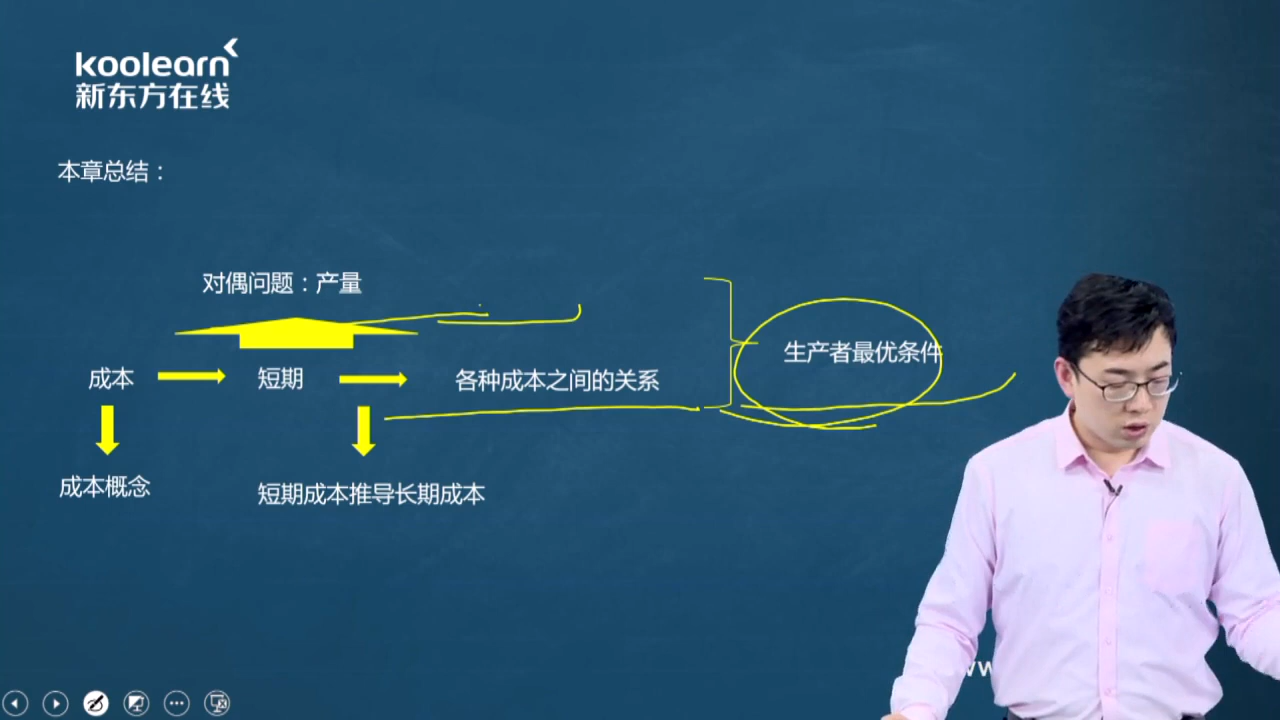 koolearn
新东方在线
本章总结：
对偶问题：产量
生产者最优条件
成本
短期
各种成本之间的关系
成本概念
短期成本推导长期成本